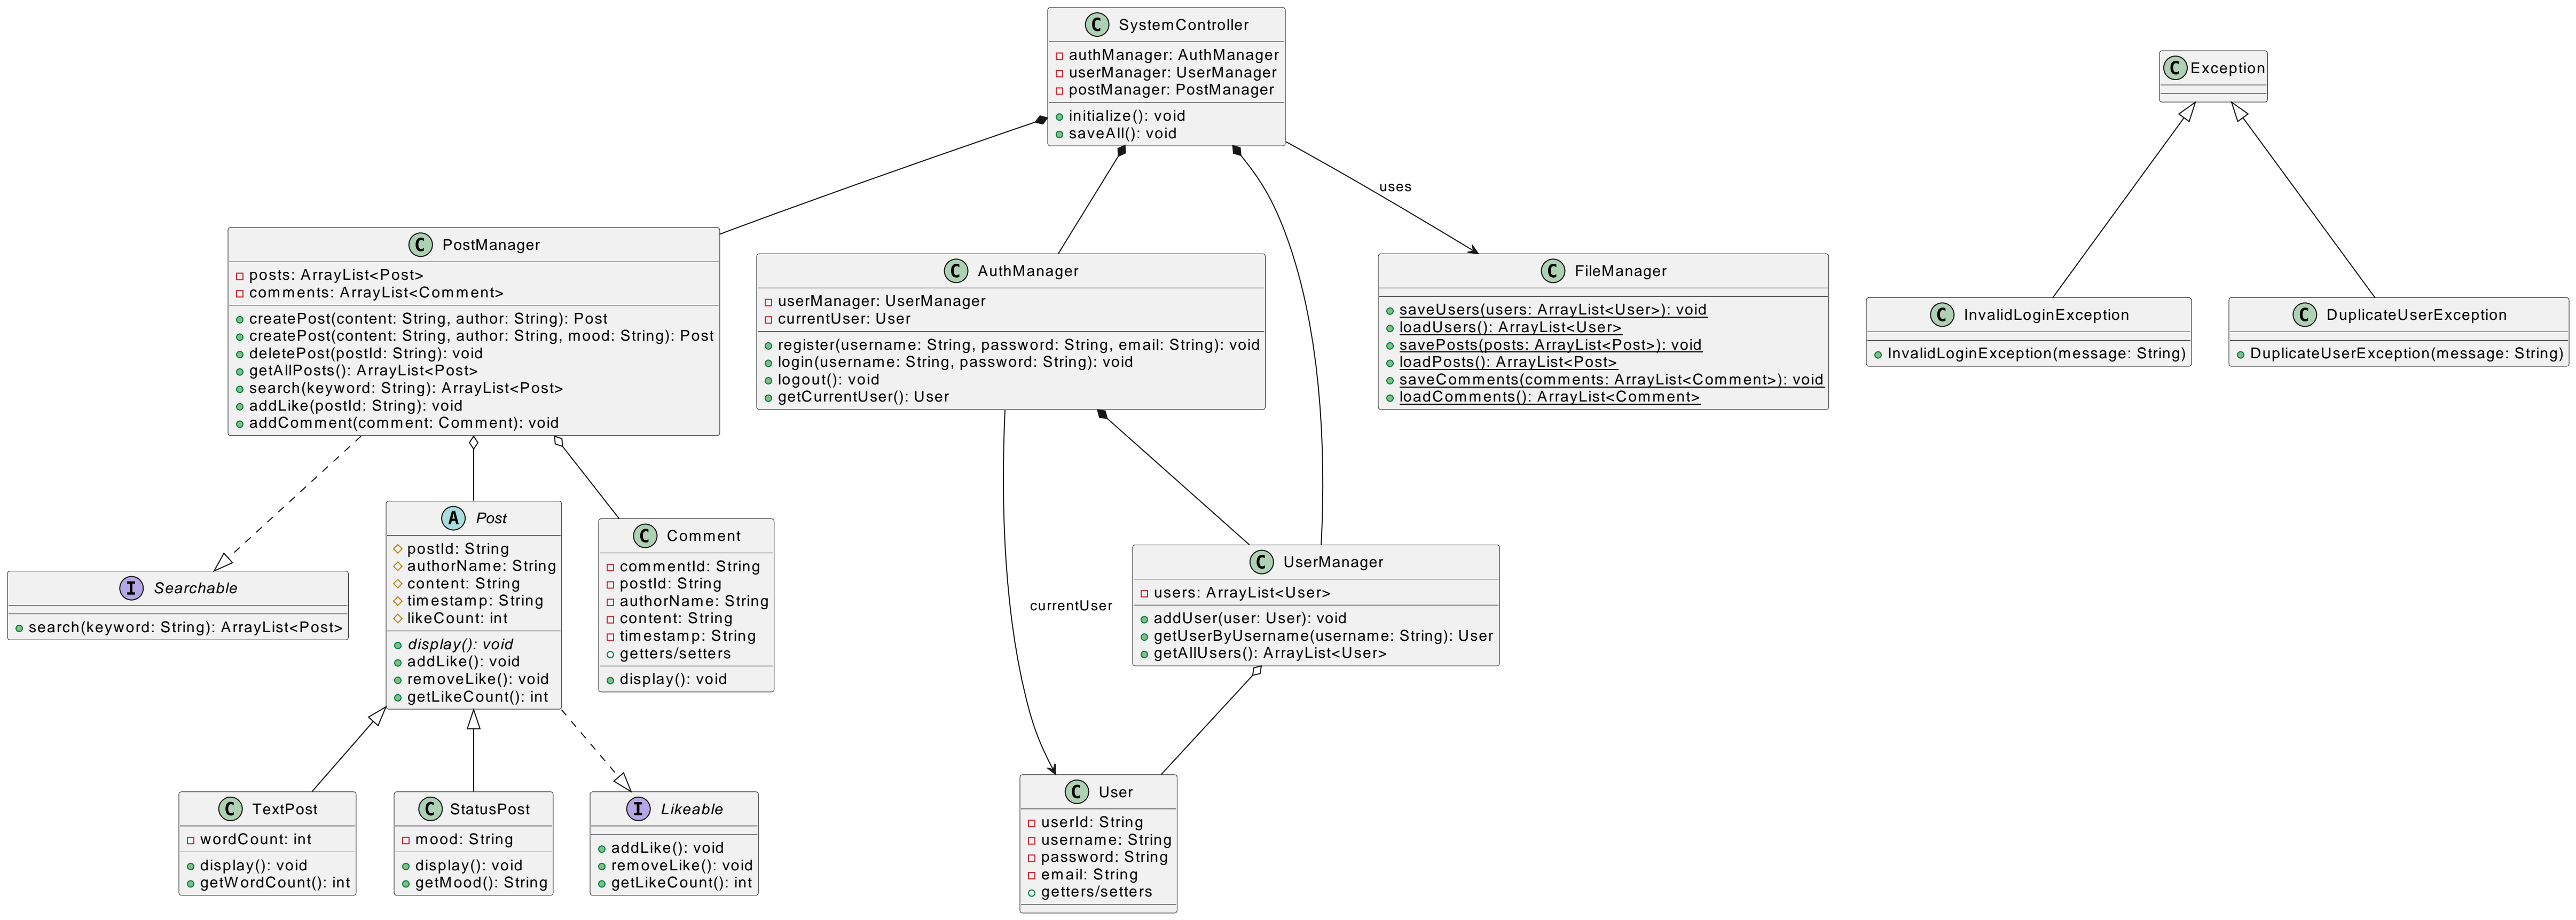 SystemController
authManager: AuthManager
userManager: UserManager
postManager: PostManager
initialize(): void
saveAll(): void
Exception
uses
PostManager
posts: ArrayList<Post>
comments: ArrayList<Comment>
createPost(content: String, author: String): Post
createPost(content: String, author: String, mood: String): Post
deletePost(postId: String): void
getAllPosts(): ArrayList<Post>
search(keyword: String): ArrayList<Post>
addLike(postId: String): void
addComment(comment: Comment): void
AuthManager
userManager: UserManager
currentUser: User
register(username: String, password: String, email: String): void
login(username: String, password: String): void
logout(): void
getCurrentUser(): User
FileManager
saveUsers(users: ArrayList<User>): void
loadUsers(): ArrayList<User>
savePosts(posts: ArrayList<Post>): void
loadPosts(): ArrayList<Post>
saveComments(comments: ArrayList<Comment>): void
loadComments(): ArrayList<Comment>
InvalidLoginException
InvalidLoginException(message: String)
DuplicateUserException
DuplicateUserException(message: String)
Searchable
search(keyword: String): ArrayList<Post>
Post
postId: String
authorName: String
content: String
timestamp: String
likeCount: int
display(): void
addLike(): void
removeLike(): void
getLikeCount(): int
Comment
commentId: String
postId: String
authorName: String
content: String
timestamp: String
getters/setters
display(): void
currentUser
UserManager
users: ArrayList<User>
addUser(user: User): void
getUserByUsername(username: String): User
getAllUsers(): ArrayList<User>
TextPost
wordCount: int
display(): void
getWordCount(): int
StatusPost
mood: String
display(): void
getMood(): String
Likeable
addLike(): void
removeLike(): void
getLikeCount(): int
User
userId: String
username: String
password: String
email: String
getters/setters